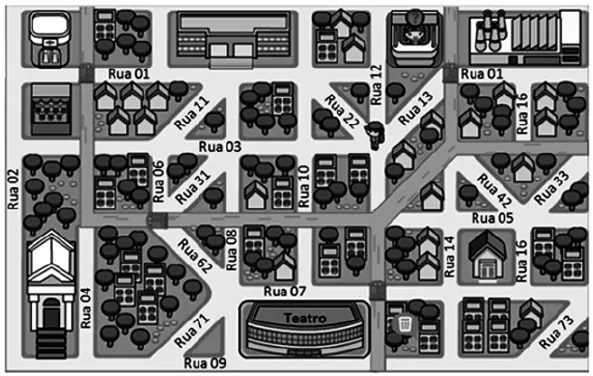 Rua 01
Rua 01
Rua 12
Rua 11
Rua 22
Rua 13
Rua 16
Rua 03
Rua 02
Rua 06
Rua 31
Rua 10
Rua 42
Rua 33
Rua 05
Rua 62
Rua 08
Rua 14
Rua 16
Rua 04
Rua 07
Teatro
Rua 71
Rua 73
Rua 09